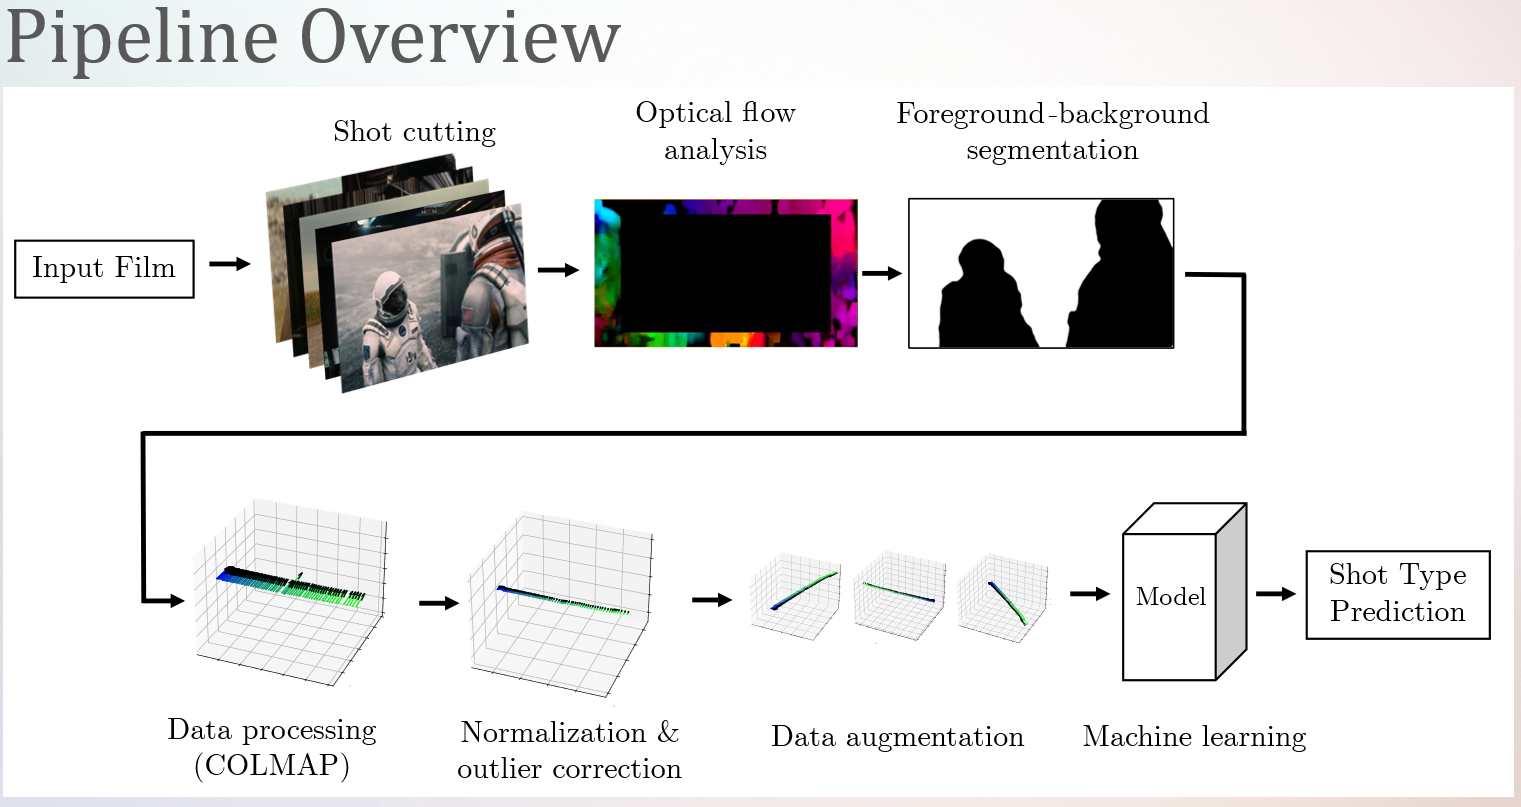 Pipeline Overview
Shot cutting
Optical flow
analysis
Foreground-background
segmentation
Input Film
Model
Shot Type
Prediction
Data processing
(COLMAP)
Normalization &
outlier correction
Data augmentation
Machine learning